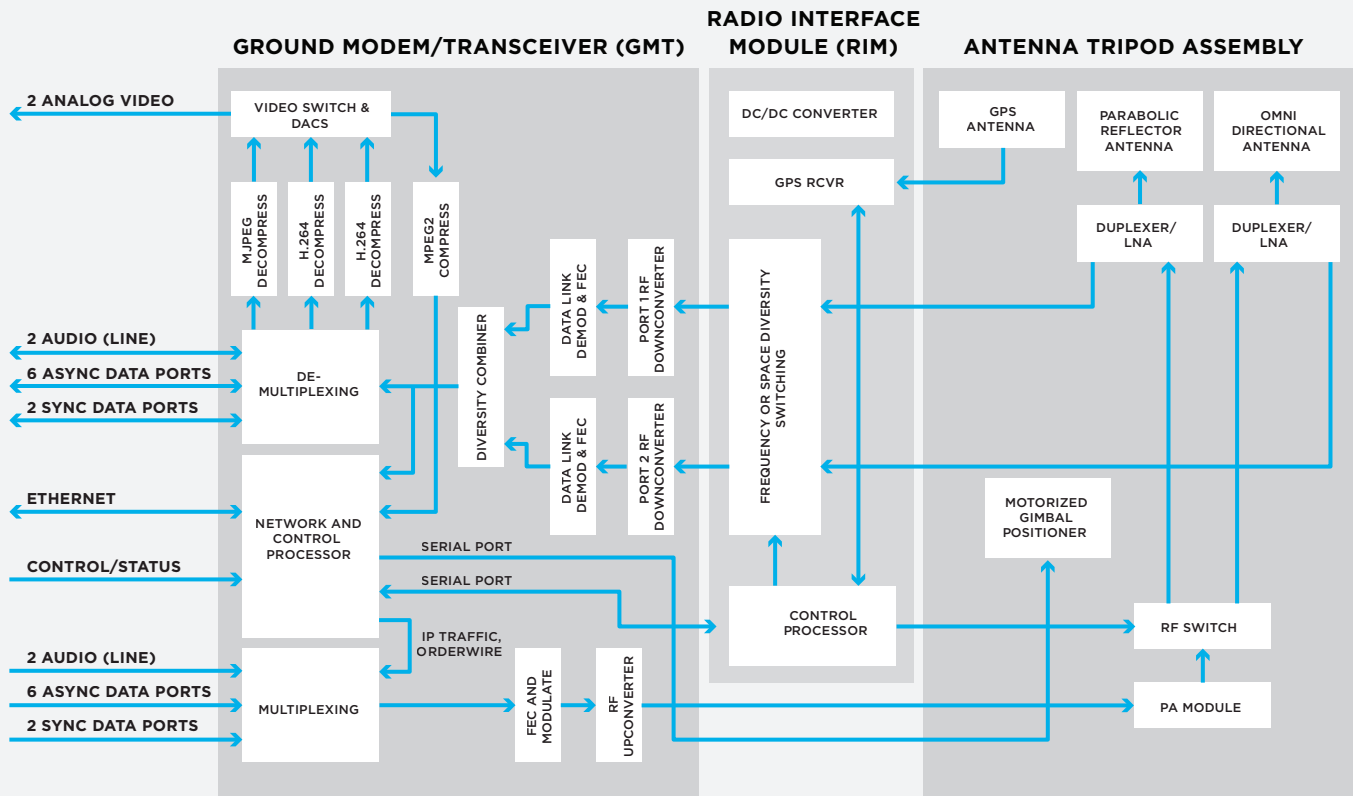 RADIO INTERFACE
MODULE (RIM)
GROUND MODEM/TRANSCEIVER (GMT)
ANTENNA TRIPOD ASSEMBLY
2 ANALOG VIDEO
VIDEO SWITCH &
DACS
DC/DC CONVERTER
GPS
ANTENNA
PARABOLIC
REFLECTOR
ANTENNA
OMNI
DIRECTIONAL
ANTENNA
GPS RCVR
MJPEG
DECOMPRESS
H.264
DECOMPRESS
H.264
DECOMPRESS
MPEG2
COMPRESS
DUPLEXER/
LNA
DUPLEXER/
LNA
DATA LINK
DEMOD & FEC
PORT 1 RF
DOWNCONVERTER
FREQUENCY OR SPACE DIVERSITY
SWITCHING
DIVERSITY COMBINER
2 AUDIO (LINE)
6 ASYNC DATA PORTS
2 SYNC DATA PORTS
DE-
MULTIPLEXING
DATA LINK
DEMOD & FEC
PORT 2 RF
DOWNCONVERTER
ETHERNET
CONTROL/STATUS
NETWORK AND
CONTROL
PROCESSOR
MOTORIZED
GIMBAL
POSITIONER
SERIAL PORT
SERIAL PORT
CONTROL
PROCESSOR
RF SWITCH
IP TRAFFIC,
ORDERWIRE
2 AUDIO (LINE)
6 ASYNC DATA PORTS
2 SYNC DATA PORTS
MULTIPLEXING
FEC AND
MODULATE
RF
UPCONVERTER
PA MODULE